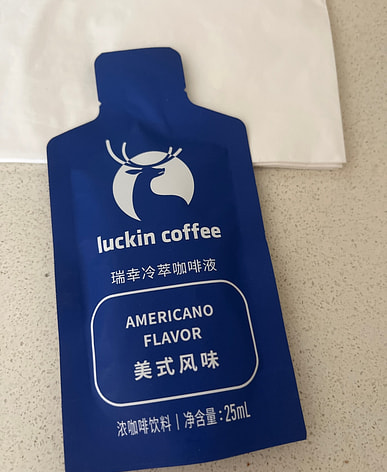 luckin coffee
瑞幸冷萃咖啡液
AMERICANO
FLAVOR
美式风味
浓咖啡饮料 | 净含量: 25mL